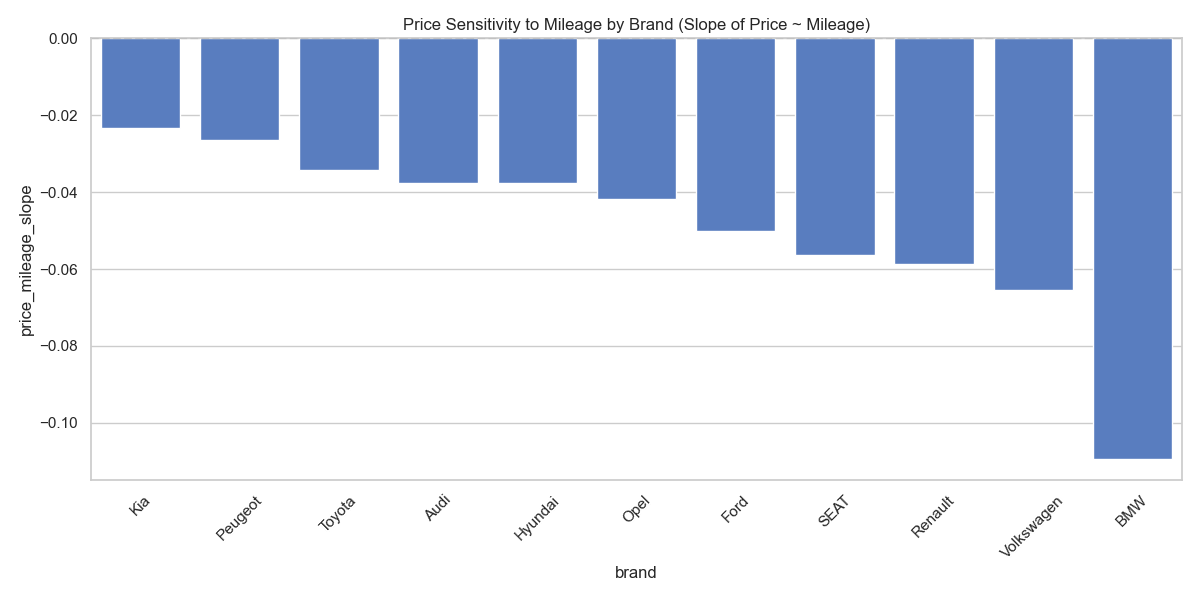 Price Sensitivity to Mileage by Brand (Slope of Price ~ Mileage)
0.00
−0.02
−0.04
−0.06
−0.08
−0.10
price_mileage_slope
Kia
Peugeot
Toyota
Audi
Hyundai
Opel
Ford
SEAT
Renault
Volkswagen
BMW
brand